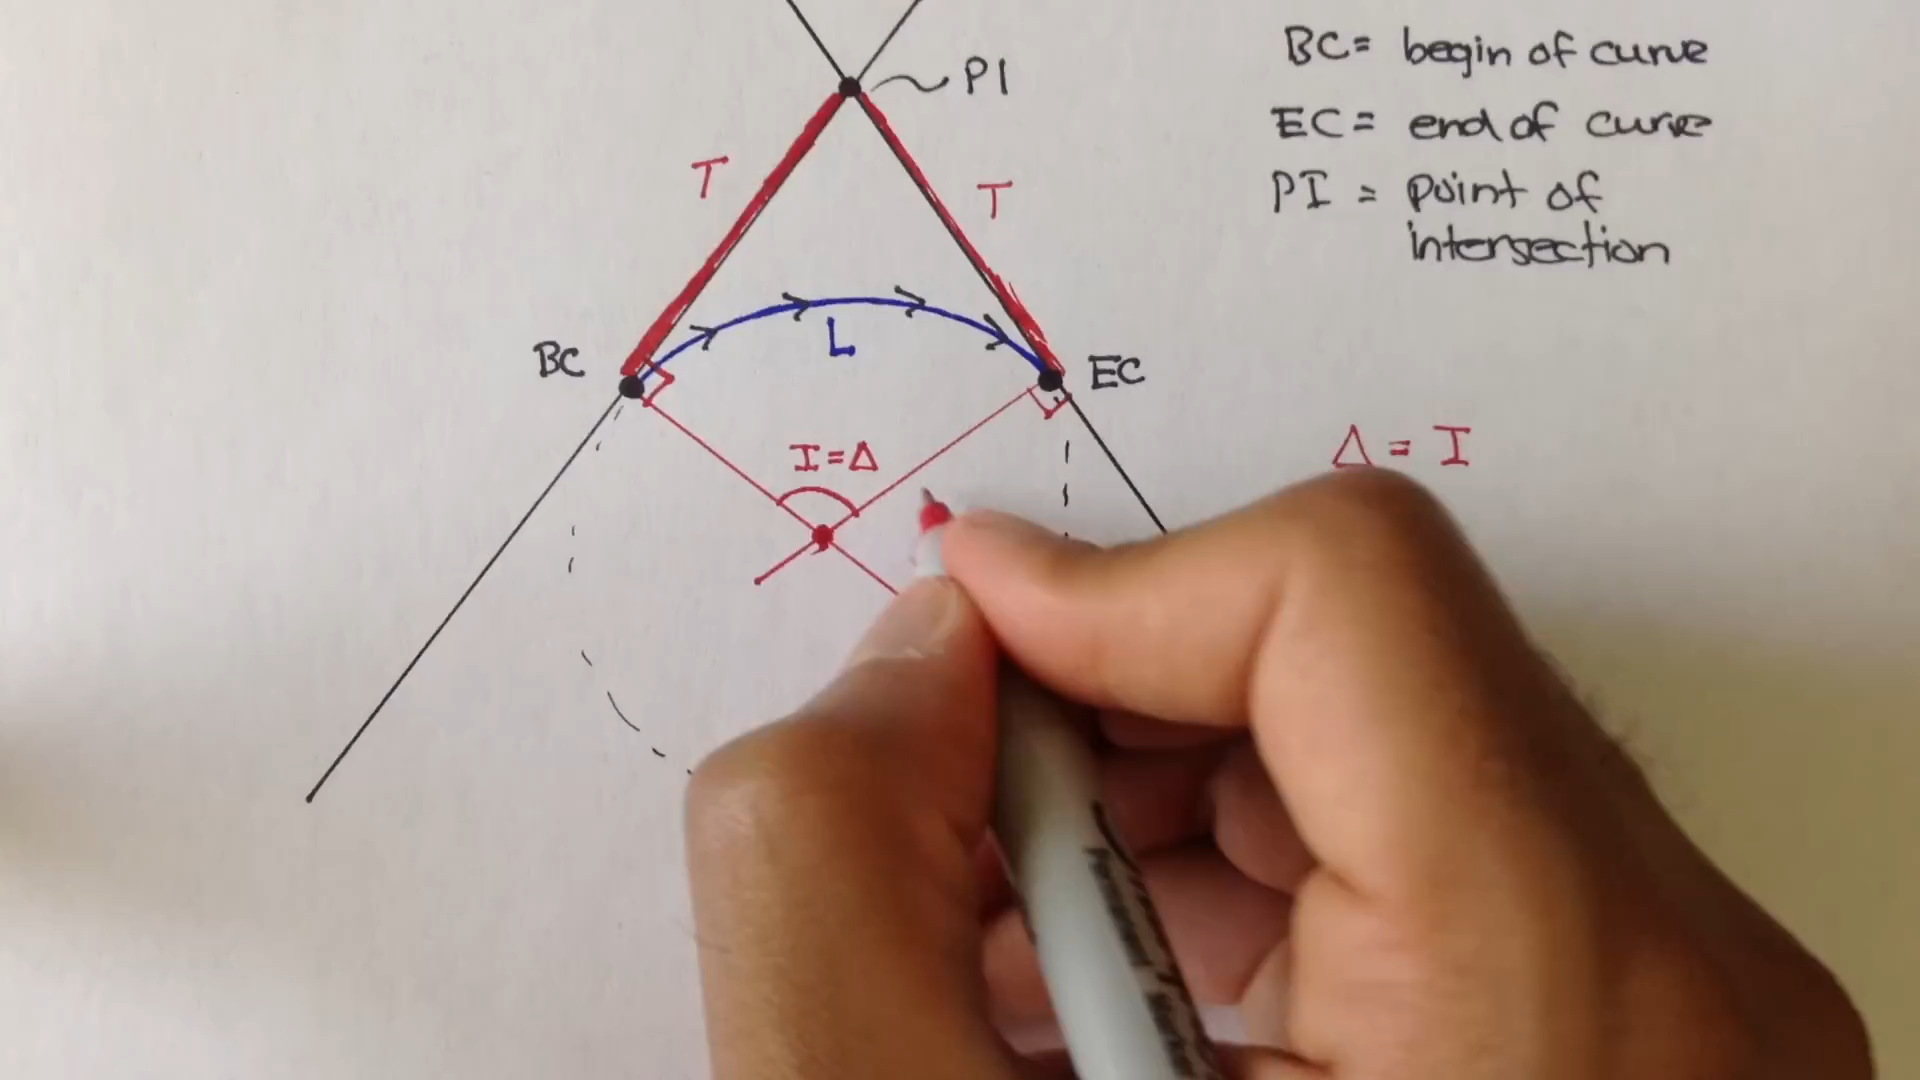 PI
BC= begin of curve
EC= end of curve
PI = point of
intersection
T
T
L
BC
EC
I=Δ
Δ = I